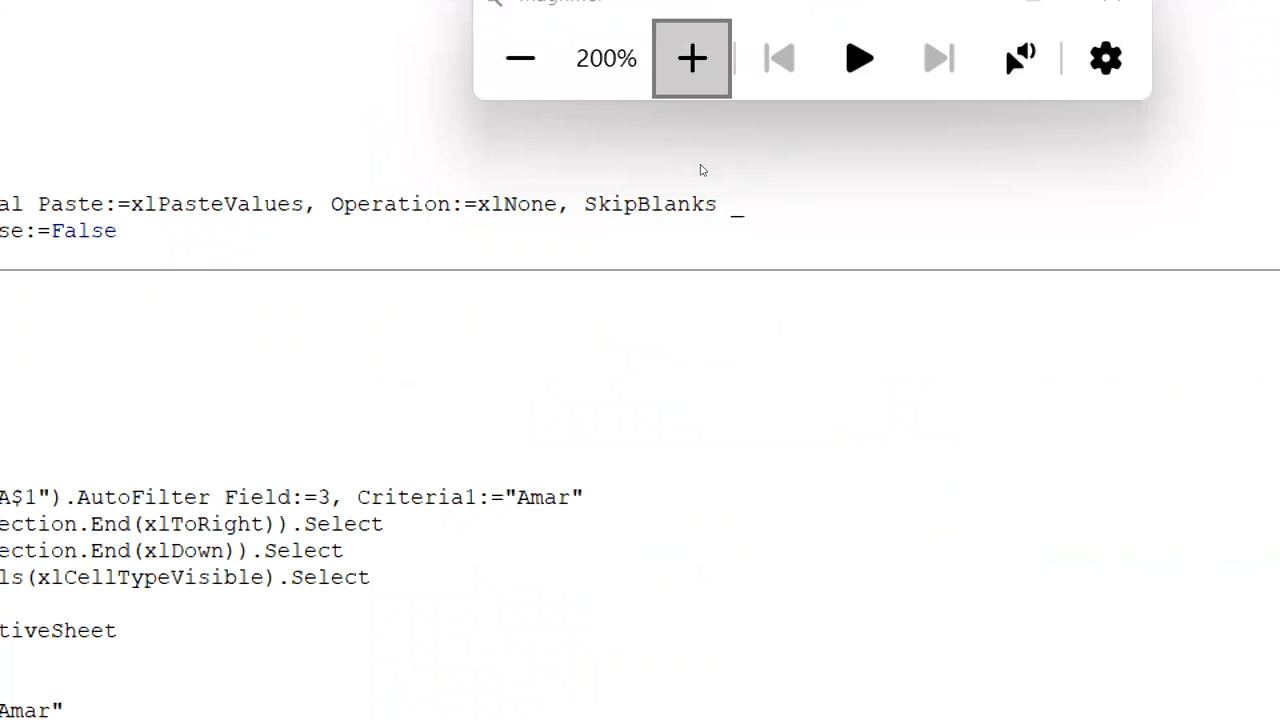 200%
al Paste:=xlPasteValues, Operation:=xlNone, SkipBlanks _
se:=False
A$1").AutoFilter Field:=3, Criteria1:="Amar"
ection.End(xlToRight)).Select
ection.End(xlDown)).Select
ls(xlCellTypeVisible).Select
tiveSheet
Amar"